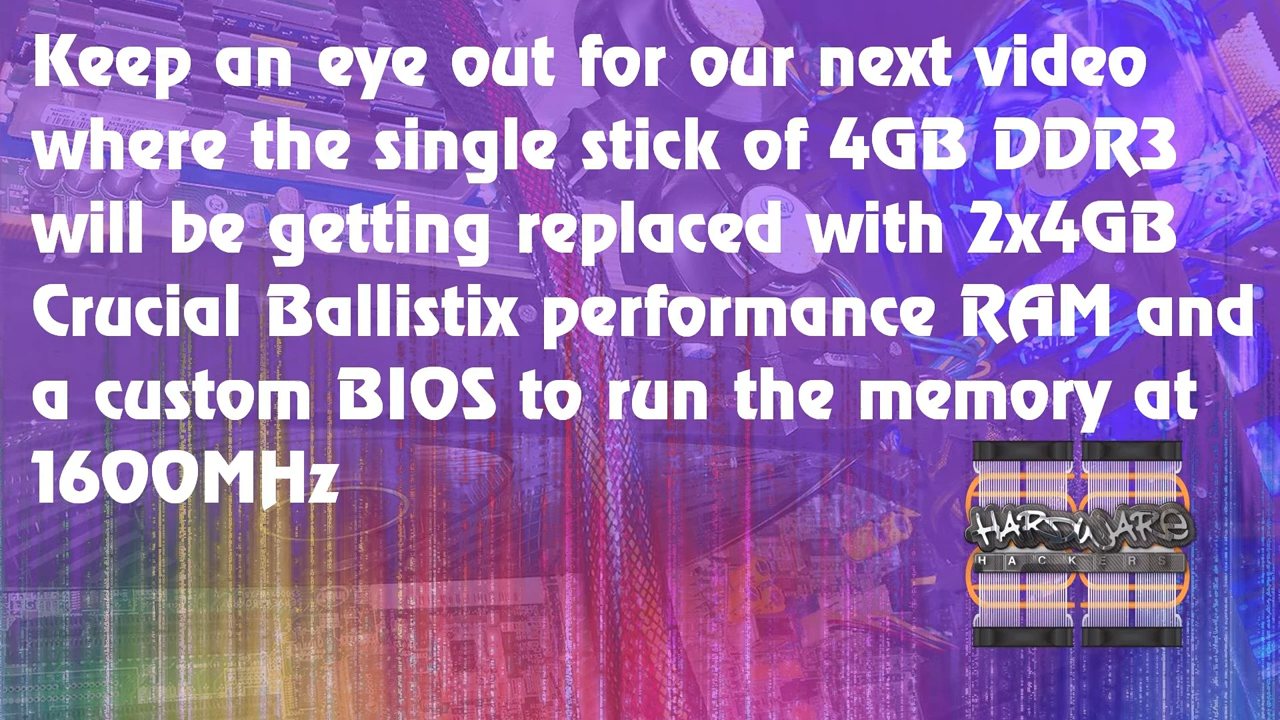 Keep an eye out for our next video
where the single stick of 4GB DDR3
will be getting replaced with 2x4GB
Crucial Ballistix performance RAM and
a custom BIOS to run the memory at
1600MHz
HARDWARE
HACKERS